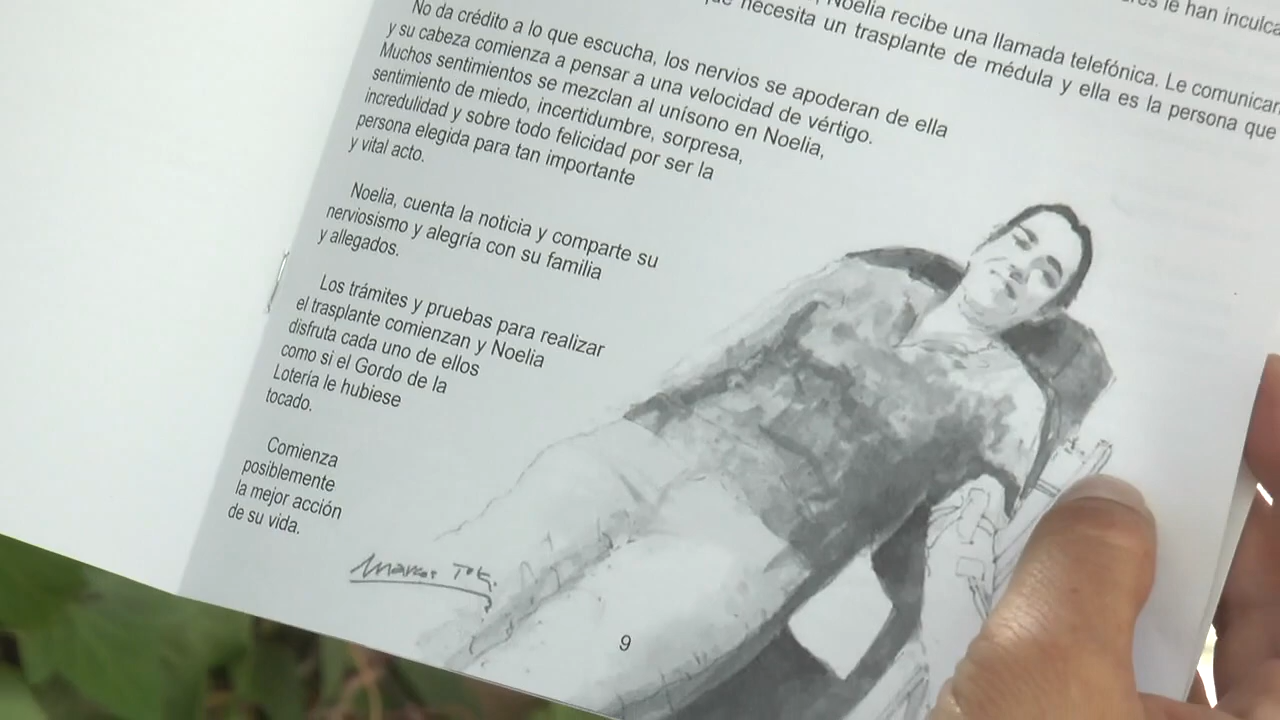 le han inculca
Noelia recibe una llamada telefónica. Le comunican
necesita un trasplante de médula y ella es la persona que
No da crédito a lo que escucha, los nervios se apoderan de ella
y su cabeza comienza a pensar a una velocidad de vértigo.
Muchos sentimientos se mezclan al unísono en Noelia,
sentimiento de miedo, incertidumbre, sorpresa,
incredulidad y sobre todo felicidad por ser la
persona elegida para tan importante
y vital acto.
Noelia, cuenta la noticia y comparte su
nerviosismo y alegría con su familia
y allegados.
Los trámites y pruebas para realizar
el trasplante comienzan y Noelia
disfruta cada uno de ellos
como si el Gordo de la
Lotería le hubiese
tocado.
Comienza
posiblemente
la mejor acción
de su vida.
9